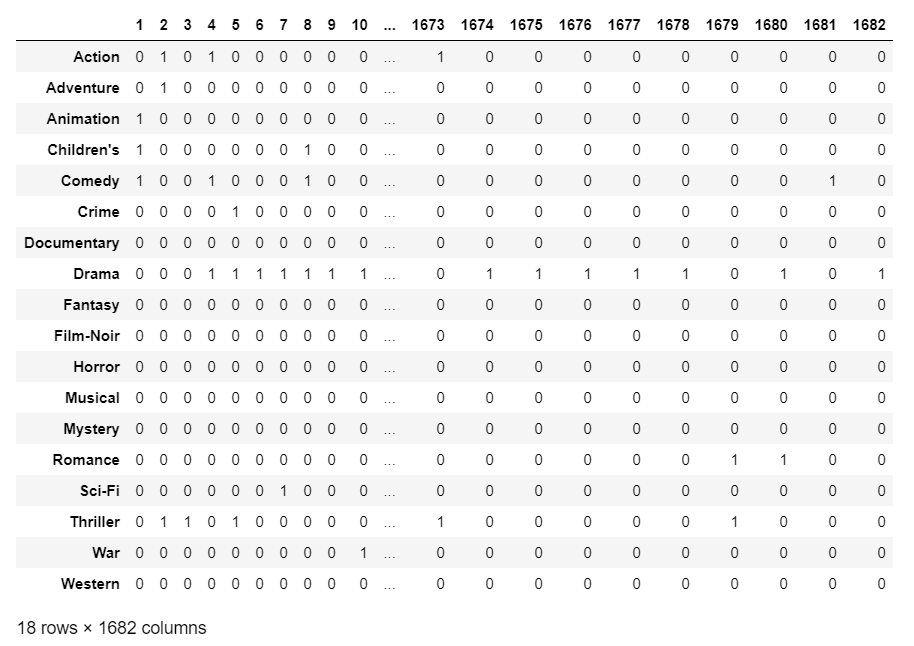 1 2 3 4 5 6 7 8 9 10 ... 1673 1674 1675 1676 1677 1678 1679 1680 1681 1682
Action 0 1 0 1 0 0 0 0 0 0 ... 1 0 0 0 0 0 0 0 0 0
Adventure 0 1 0 0 0 0 0 0 0 0 ... 0 0 0 0 0 0 0 0 0 0
Animation 1 0 0 0 0 0 0 0 0 0 ... 0 0 0 0 0 0 0 0 0 0
Children's 1 0 0 0 0 0 0 1 0 0 ... 0 0 0 0 0 0 0 0 0 0
Comedy 1 0 0 1 0 0 0 1 0 0 ... 0 0 0 0 0 0 0 0 1 0
Crime 0 0 0 0 1 0 0 0 0 0 ... 0 0 0 0 0 0 0 0 0 0
Documentary 0 0 0 0 0 0 0 0 0 0 ... 0 0 0 0 0 0 0 0 0 0
Drama 0 0 0 1 1 1 1 1 1 1 ... 0 1 1 1 1 1 0 1 0 1
Fantasy 0 0 0 0 0 0 0 0 0 0 ... 0 0 0 0 0 0 0 0 0 0
Film-Noir 0 0 0 0 0 0 0 0 0 0 ... 0 0 0 0 0 0 0 0 0 0
Horror 0 0 0 0 0 0 0 0 0 0 ... 0 0 0 0 0 0 0 0 0 0
Musical 0 0 0 0 0 0 0 0 0 0 ... 0 0 0 0 0 0 0 0 0 0
Mystery 0 0 0 0 0 0 0 0 0 0 ... 0 0 0 0 0 0 0 0 0 0
Romance 0 0 0 0 0 0 0 0 0 0 ... 0 0 0 0 0 0 1 1 0 0
Sci-Fi 0 0 0 0 0 0 1 0 0 0 ... 0 0 0 0 0 0 0 0 0 0
Thriller 0 1 1 0 1 0 0 0 0 0 ... 1 0 0 0 0 0 1 0 0 0
War 0 0 0 0 0 0 0 0 0 1 ... 0 0 0 0 0 0 0 0 0 0
Western 0 0 0 0 0 0 0 0 0 0 ... 0 0 0 0 0 0 0 0 0 0
18 rows × 1682 columns